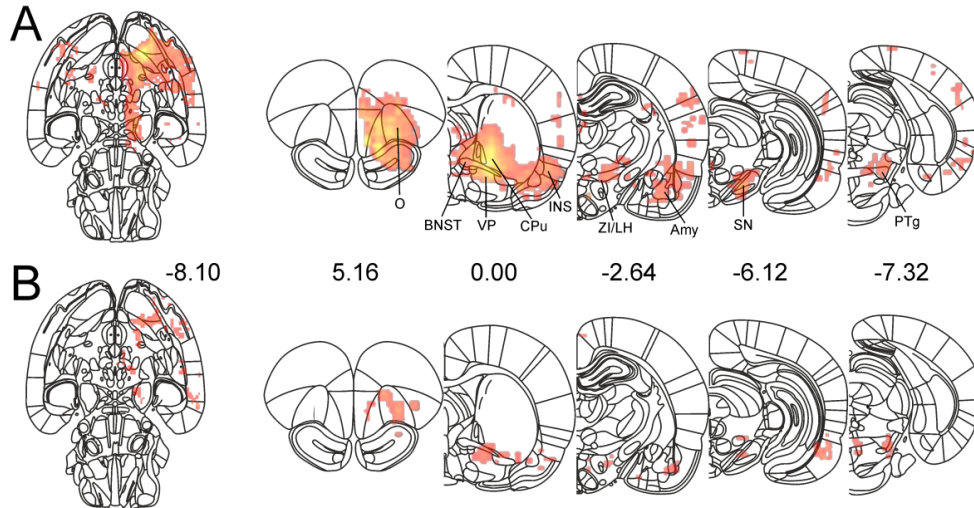 A
O
BNST VP CPu INS
ZI/LH Amy
SN
PTg
B
-8.10 5.16 0.00 -2.64 -6.12 -7.32